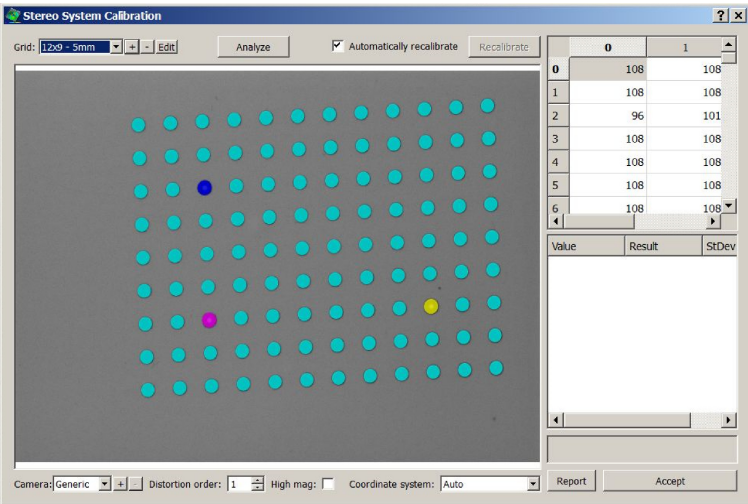 Stereo System Calibration
Grid: 12x9 - 5mm + - Edit Analyze Automatically recalibrate Recalibrate
0 1
0 108 108
1 108 108
2 96 101
3 108 108
4 108 108
5 108 108
6 108 108
Value Result StDev
Camera: Generic + - Distortion order: 1 High mag: Coordinate system: Auto
Report Accept